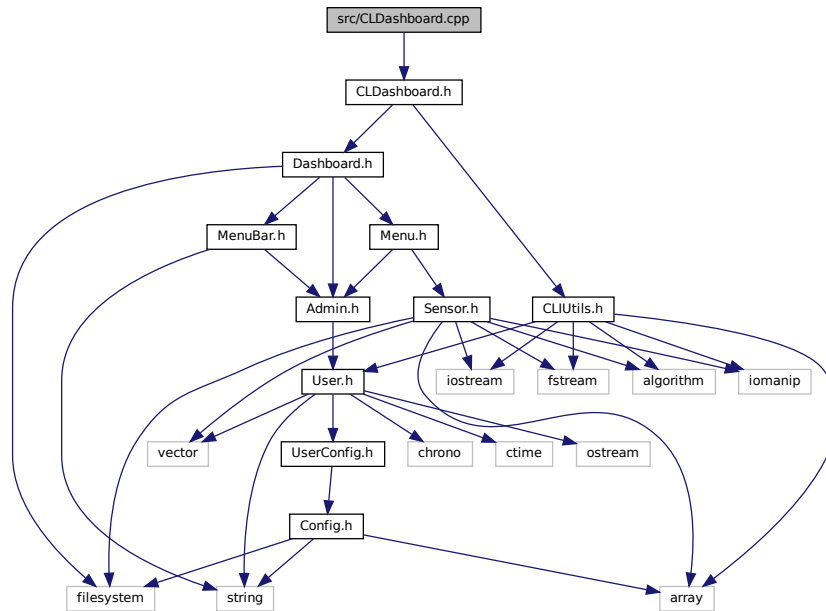 src/CLDashboard.cpp
CLDashboard.h
Dashboard.h
MenuBar.h
Menu.h
Admin.h
Sensor.h
CLIUtils.h
User.h
iostream
fstream
algorithm
iomanip
vector
UserConfig.h
chrono
ctime
ostream
Config.h
filesystem
string
array